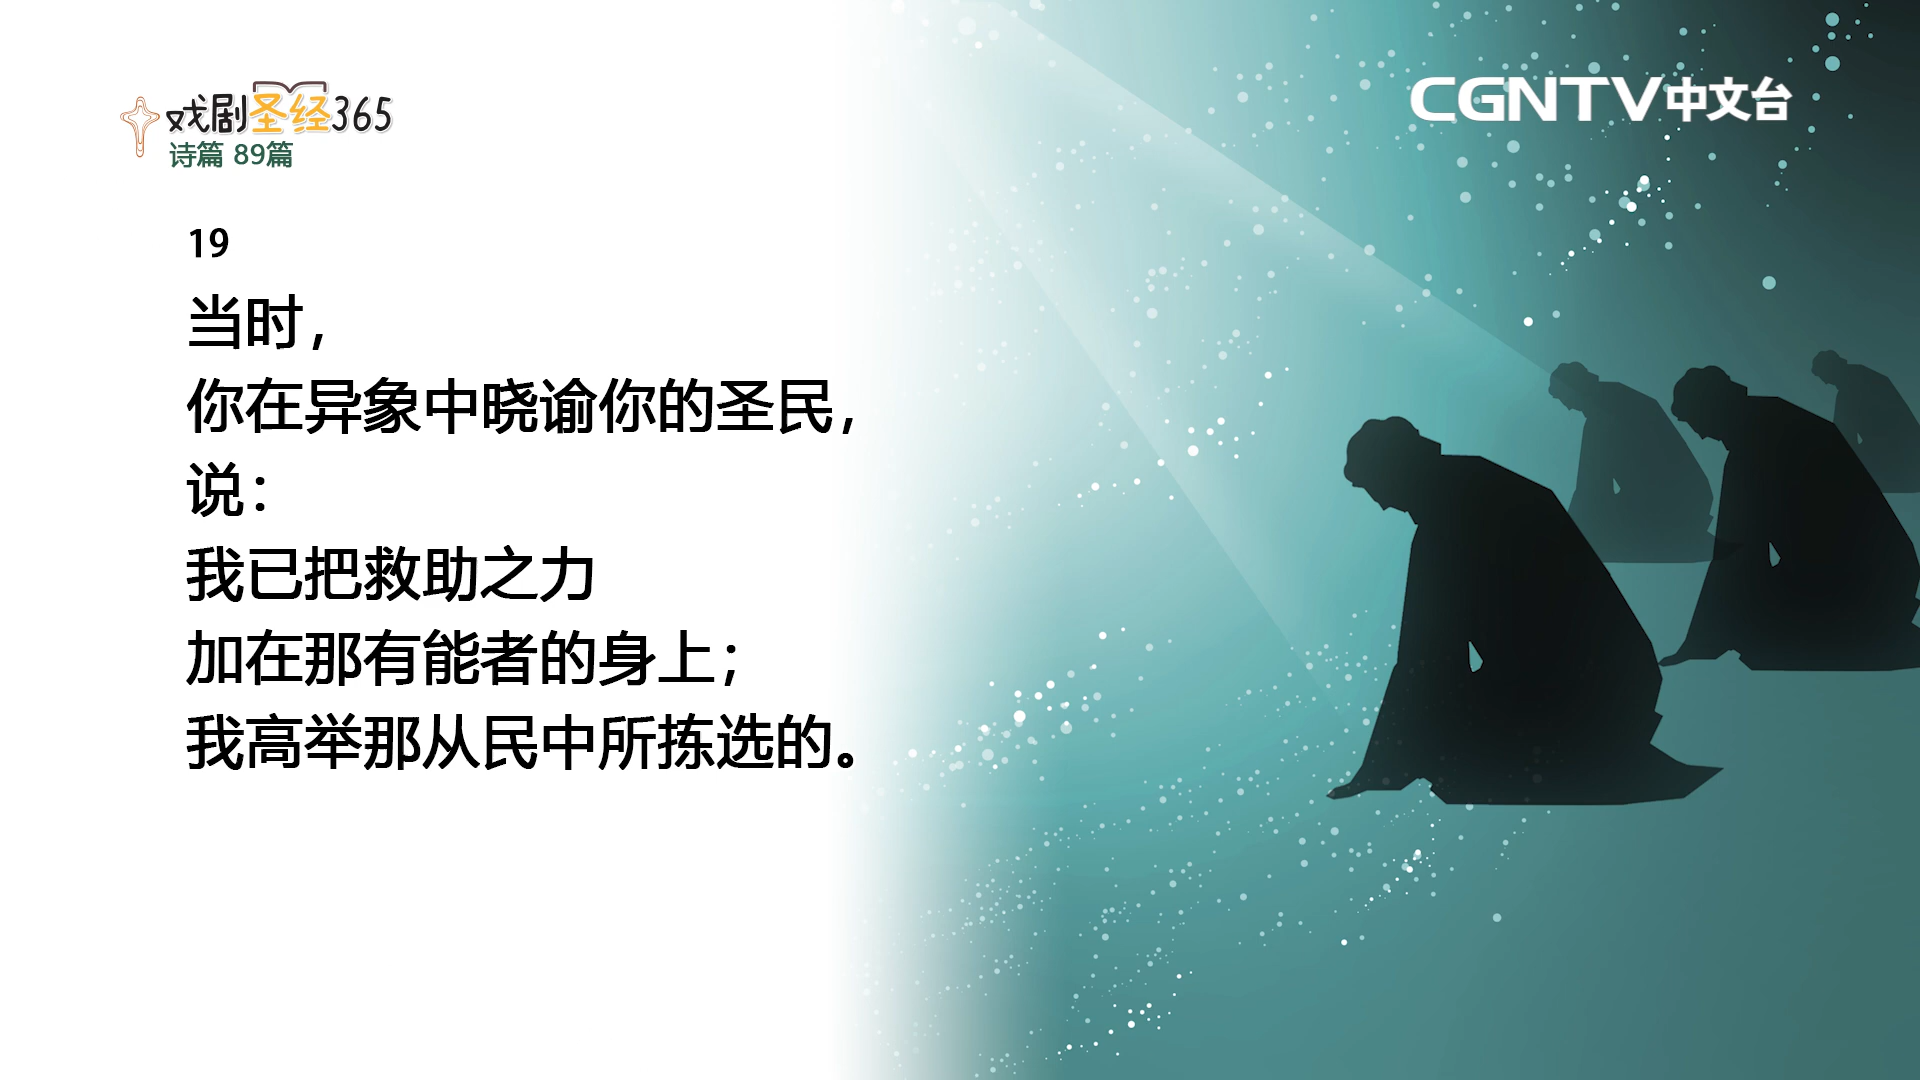 戏剧圣经365
诗篇 89篇
CGNTV中文台
19
当时，
你在异象中晓谕你的圣民，
说：
我已把救助之力
加在那有能者的身上；
我高举那从民中所拣选的。